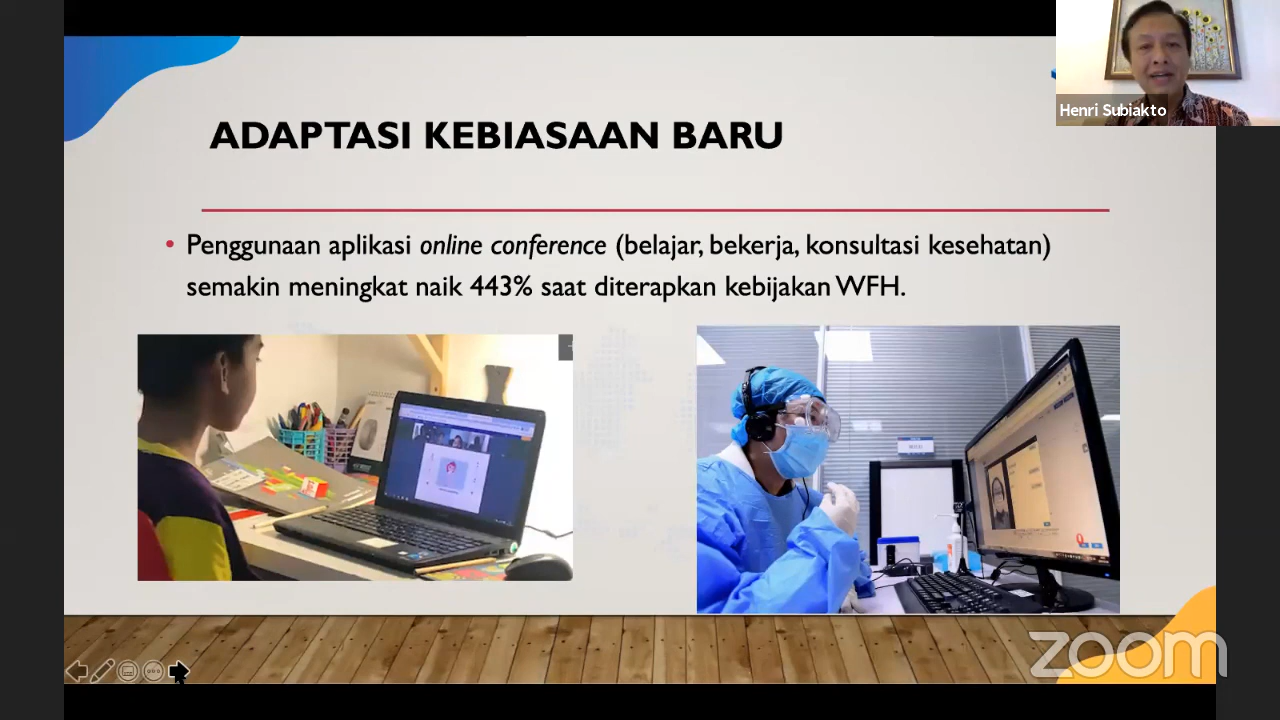 Henri Subiakto
ADAPTASI KEBIASAAN BARU
• Penggunaan aplikasi online conference (belajar, bekerja, konsultasi kesehatan)
semakin meningkat naik 443% saat diterapkan kebijakan WFH.
zoom